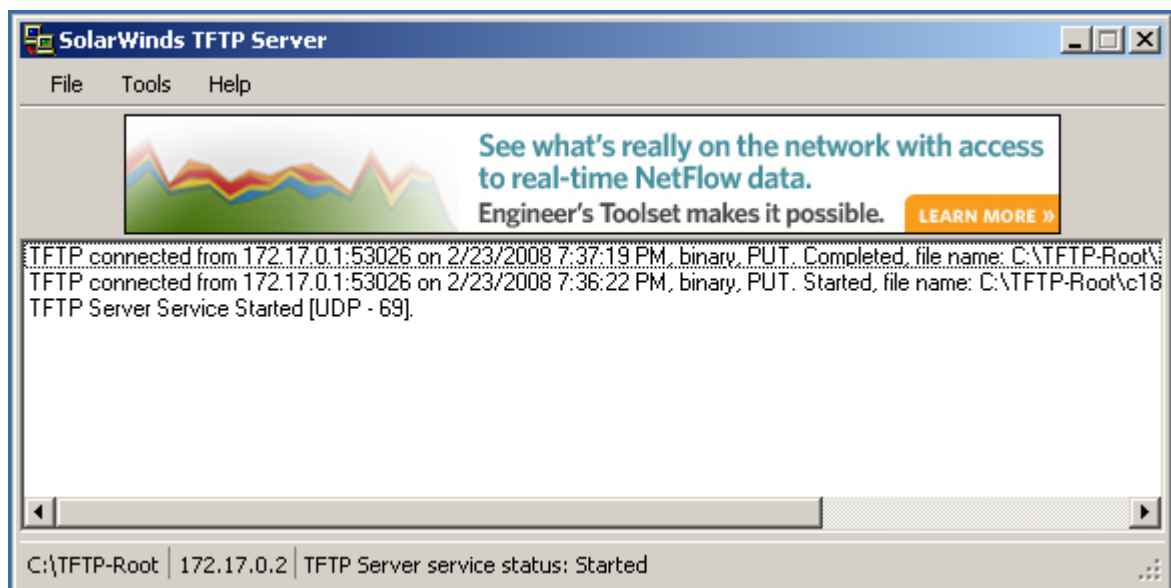 SolarWinds TFTP Server
File Tools Help
See what's really on the network with access
to real-time NetFlow data.
Engineer's Toolset makes it possible. LEARN MORE »
TFTP connected from 172.17.0.1:53026 on 2/23/2008 7:37:19 PM, binary, PUT. Completed, file name: C:\TFTP-Root\
TFTP connected from 172.17.0.1:53026 on 2/23/2008 7:36:22 PM, binary, PUT. Started, file name: C:\TFTP-Root\c18
TFTP Server Service Started [UDP - 69].
C:\TFTP-Root 172.17.0.2 TFTP Server service status: Started